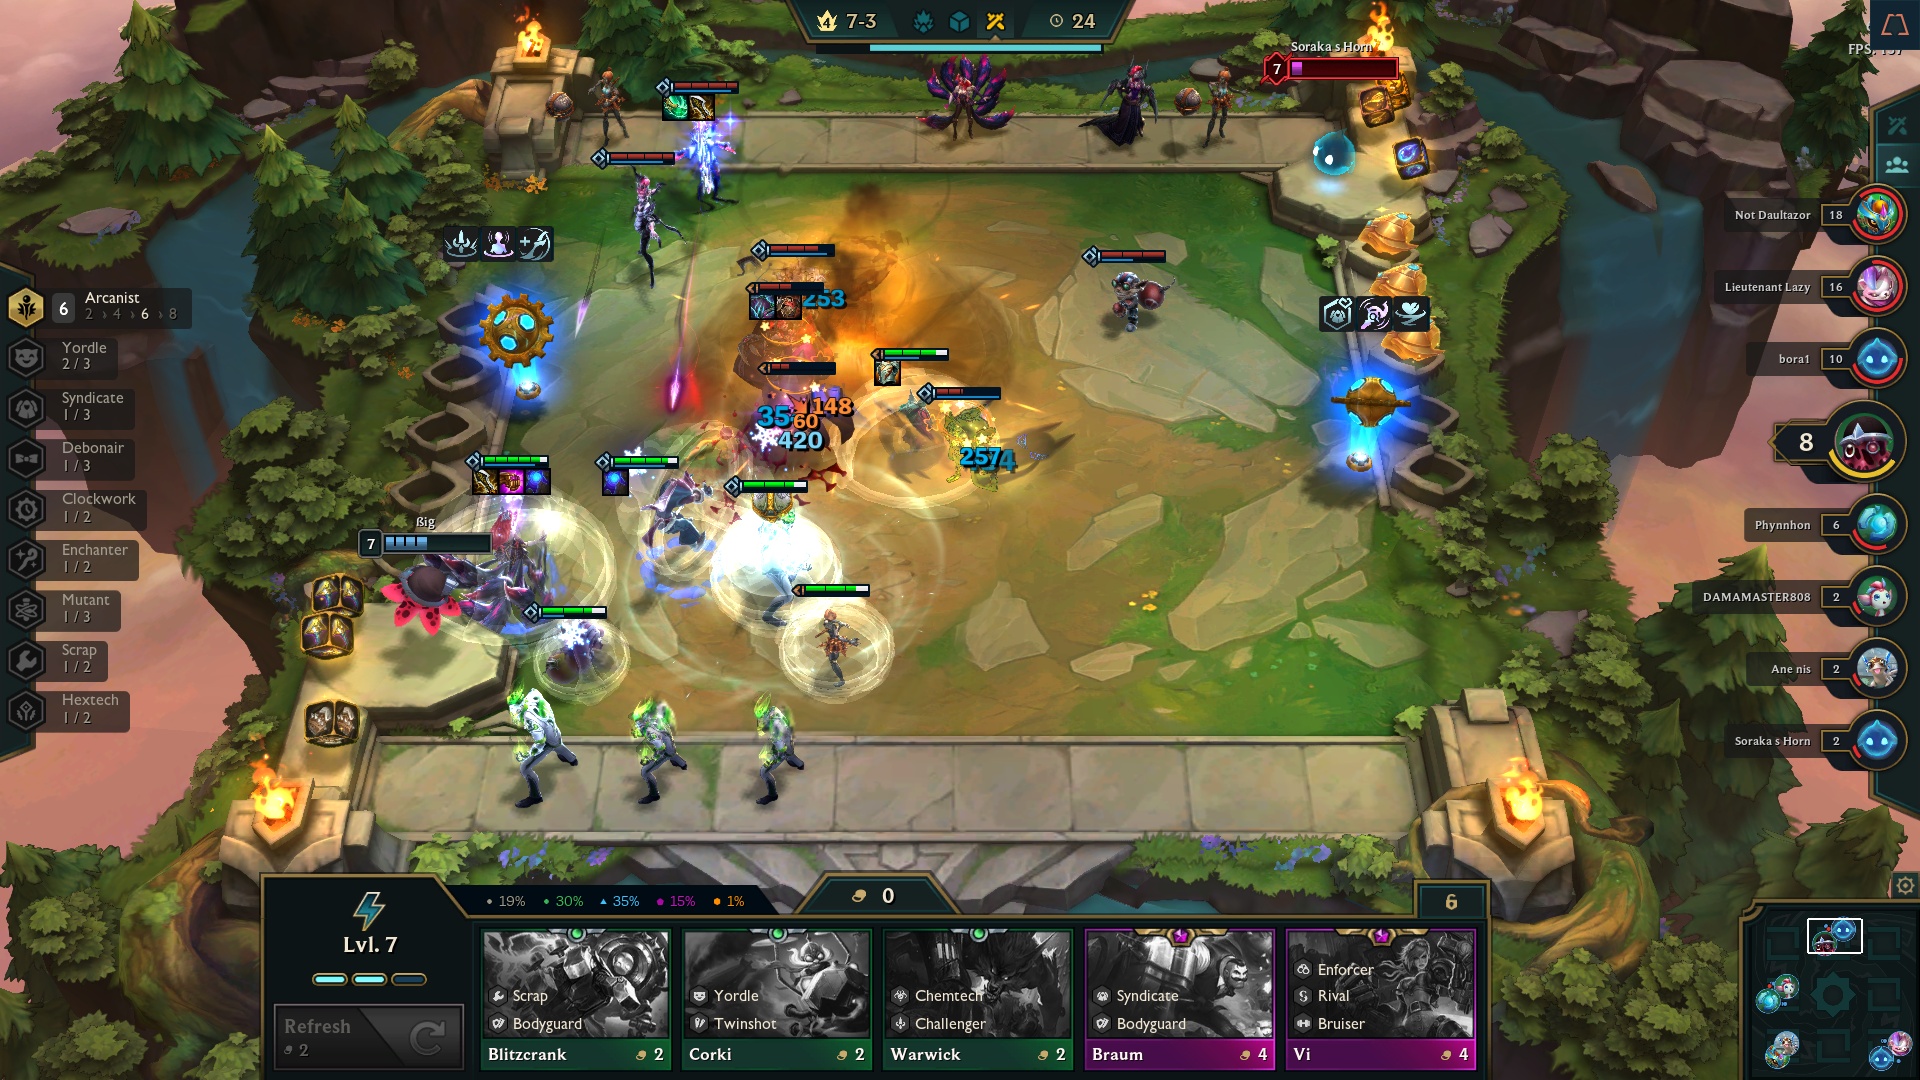 4
7-3
24
Soraka s Horn
7
FPS: 137
253
35
60
148
420
257
6
Arcanist
2 › 4 › 6 › 8
Yordle
2 / 3
Syndicate
1 / 3
Debonair
1 / 3
Clockwork
1 / 2
Enchanter
1 / 2
Mutant
1 / 3
Scrap
1 / 2
Hextech
1 / 2
ßig
7
Not Daultazor
18
Lieutenant Lazy
16
bora1
10
8
Phynnhon
6
DAMAMASTER808
2
Ane nis
2
Soraka s Horn
2
Lvl. 7
Refresh
2
19% 30% 35% 15% 1%
0
6
Scrap
Bodyguard
Blitzcrank 2
Yordle
Twinshot
Corki 2
Chemtech
Challenger
Warwick 2
Syndicate
Bodyguard
Braum 4
Enforcer
Rival
Bruiser
Vi 4